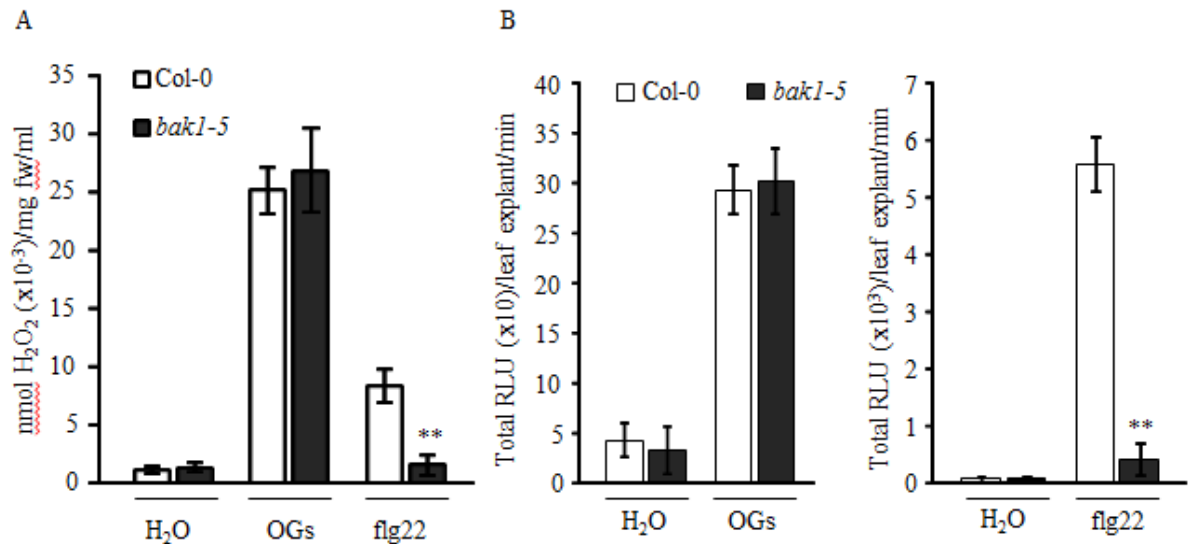 A
nmol H₂O₂ (x10⁻³)/mg fw/ml
35
30
25
20
15
10
5
0
Col-0
bak1-5
H₂O
OGs
flg22
**
B
Total RLU (x10)/leaf explant/min
40
35
30
25
20
15
10
5
0
Col-0
bak1-5
H₂O
OGs
Total RLU (x10³)/leaf explant/min
7
6
5
4
3
2
1
0
**
H₂O
flg22